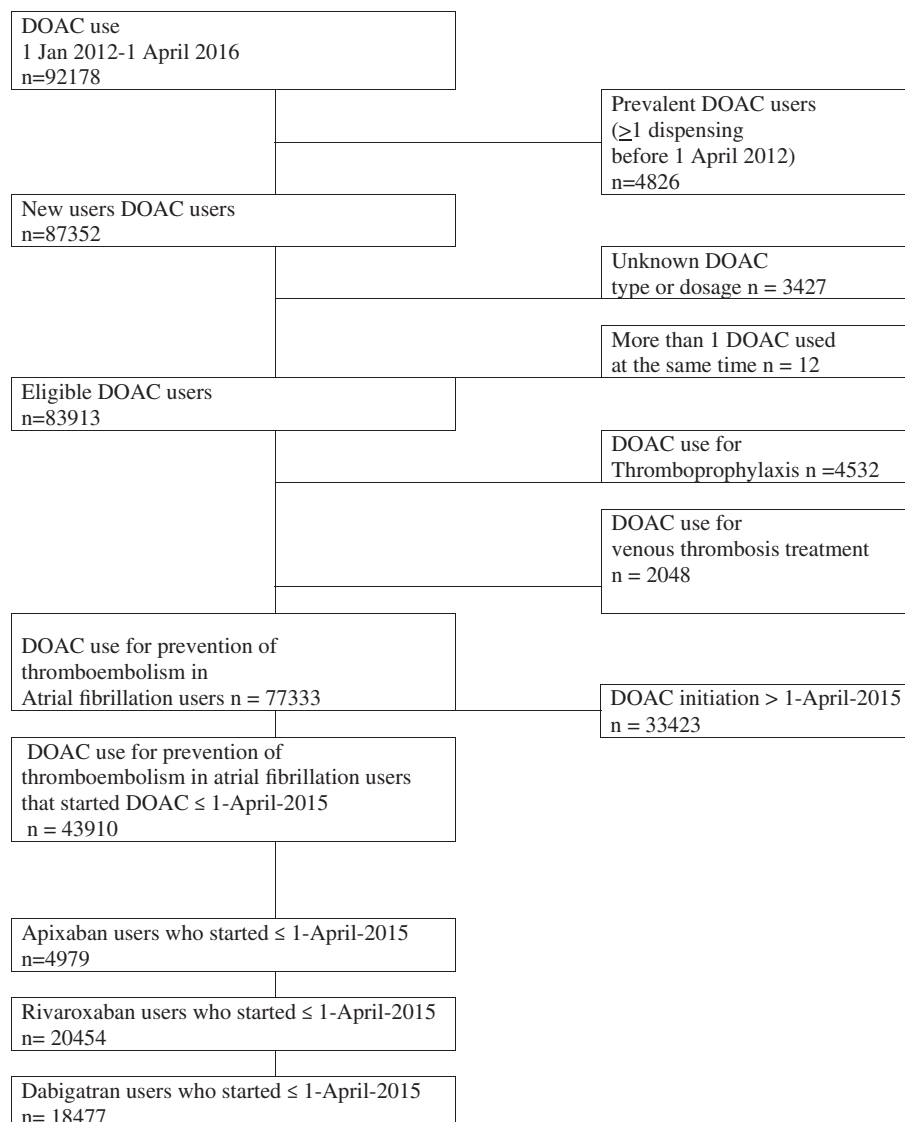 DOAC use
1 Jan 2012-1 April 2016
n=92178
Prevalent DOAC users
(≥1 dispensing
before 1 April 2012)
n=4826
New users DOAC users
n=87352
Unknown DOAC
type or dosage n = 3427
More than 1 DOAC used
at the same time n = 12
Eligible DOAC users
n=83913
DOAC use for
Thromboprophylaxis n =4532
DOAC use for
venous thrombosis treatment
n = 2048
DOAC use for prevention of
thromboembolism in
Atrial fibrillation users n = 77333
DOAC initiation > 1-April-2015
n = 33423
DOAC use for prevention of
thromboembolism in atrial fibrillation users
that started DOAC ≤ 1-April-2015
n = 43910
Apixaban users who started ≤ 1-April-2015
n=4979
Rivaroxaban users who started ≤ 1-April-2015
n= 20454
Dabigatran users who started ≤ 1-April-2015
n= 18477